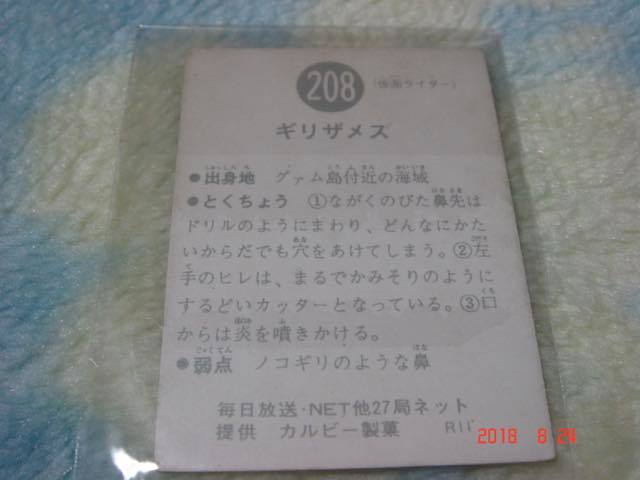 208
(仮面ライダー)
ギリザメス
●出身地 グァム島付近の海域
●とくちょう ①ながくのびた鼻先は
ドリルのようにまわり、どんなにかた
いからだでも穴をあけてしまう。②左
手のヒレは、まるでかみそりのように
するどいカッターとなっている。③口
からは炎を噴きかける。
●弱点 ノコギリのような鼻
毎日放送・NET他27局ネット
提供 カルビー製菓
2018 8 24